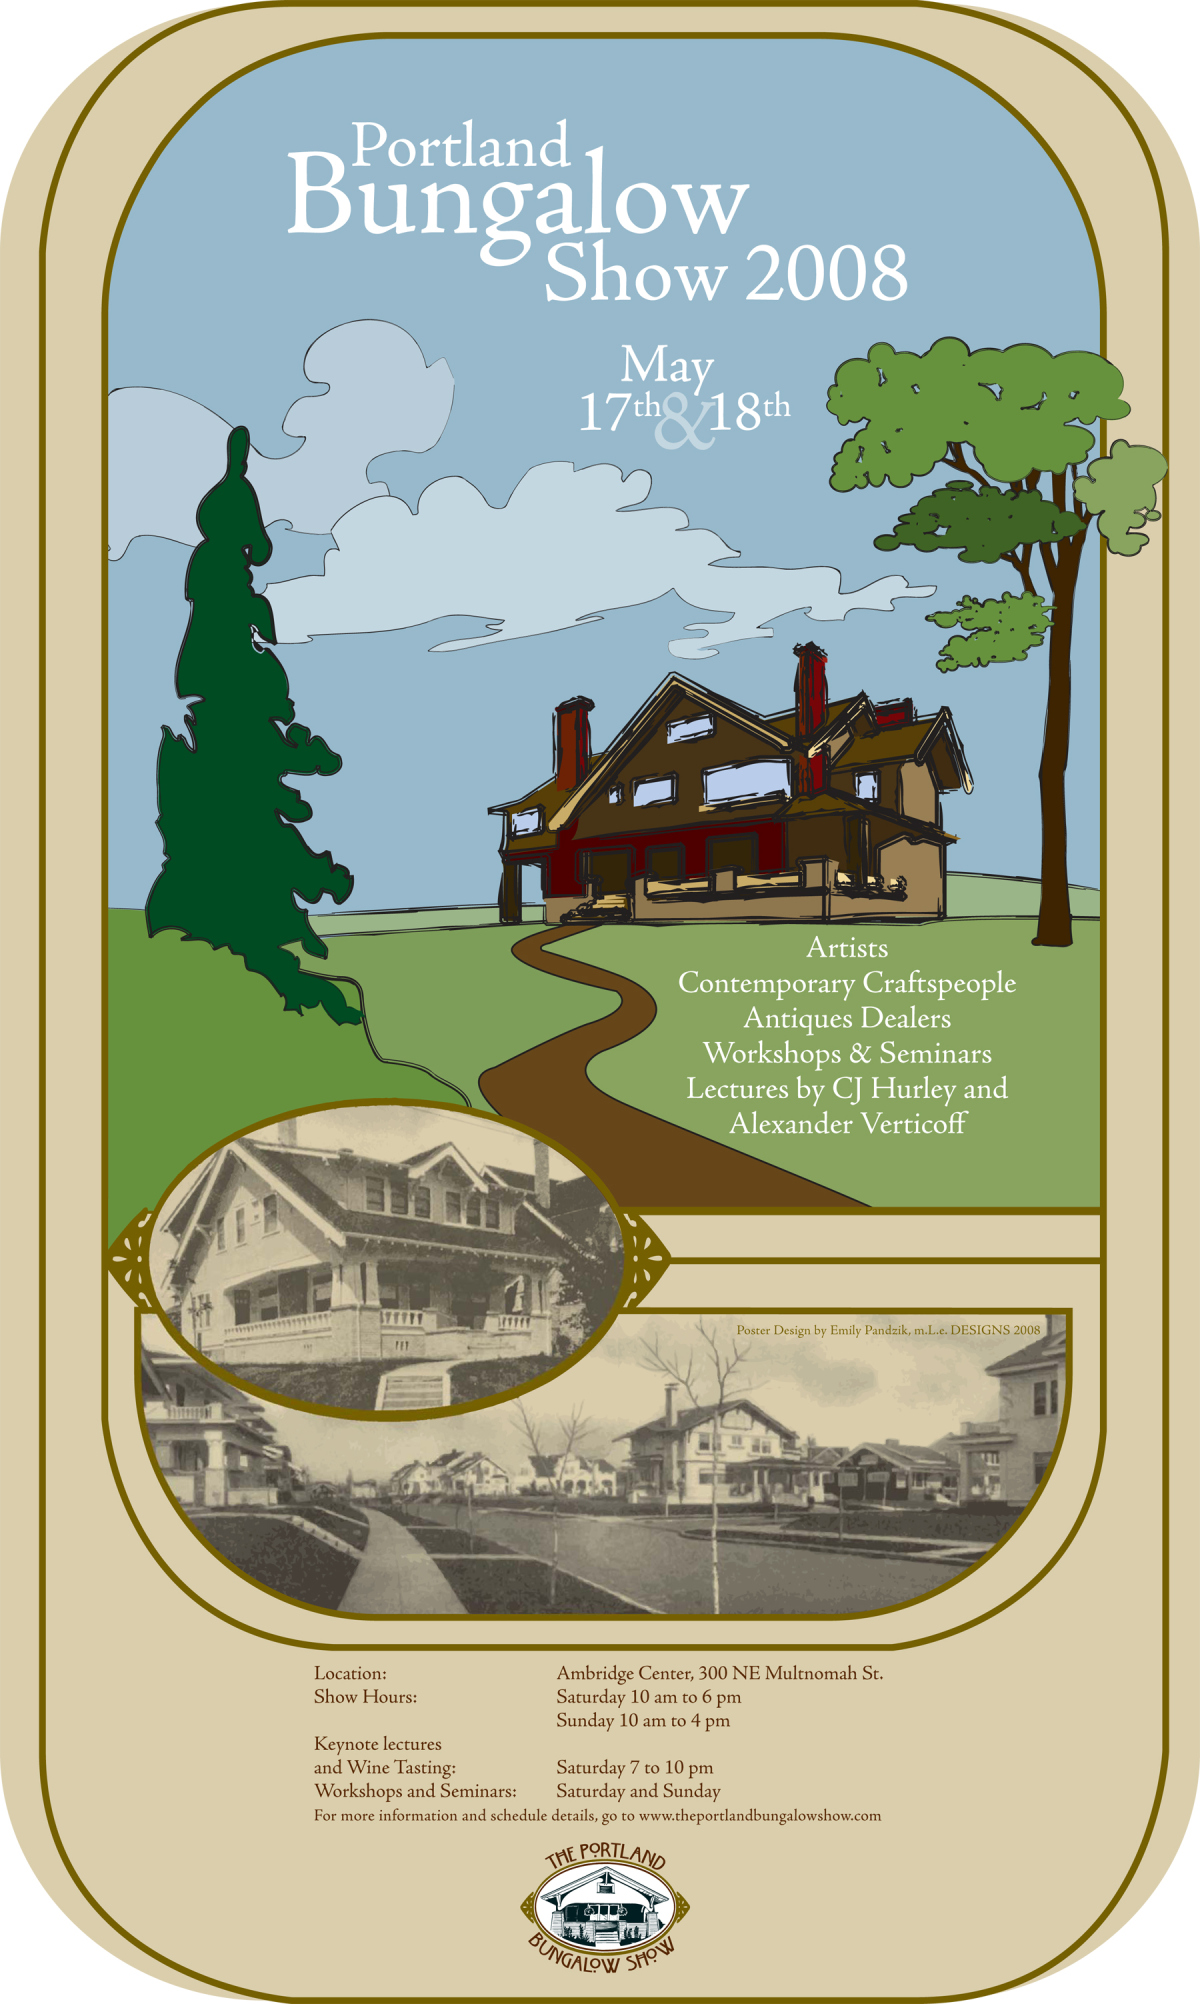 Portland
Bungalow
Show 2008
May
17th & 18th
Artists
Contemporary Craftspeople
Antiques Dealers
Workshops & Seminars
Lectures by CJ Hurley and
Alexander Verticoff
Poster Design by Emily Pandzik, m.L.e. DESIGNS 2008
Location: Ambridge Center, 300 NE Multnomah St.
Show Hours: Saturday 10 am to 6 pm
Sunday 10 am to 4 pm
Keynote lectures
and Wine Tasting: Saturday 7 to 10 pm
Workshops and Seminars: Saturday and Sunday
For more information and schedule details, go to www.theportlandbungalowshow.com
THE PORTLAND
BUNGALOW SHOW